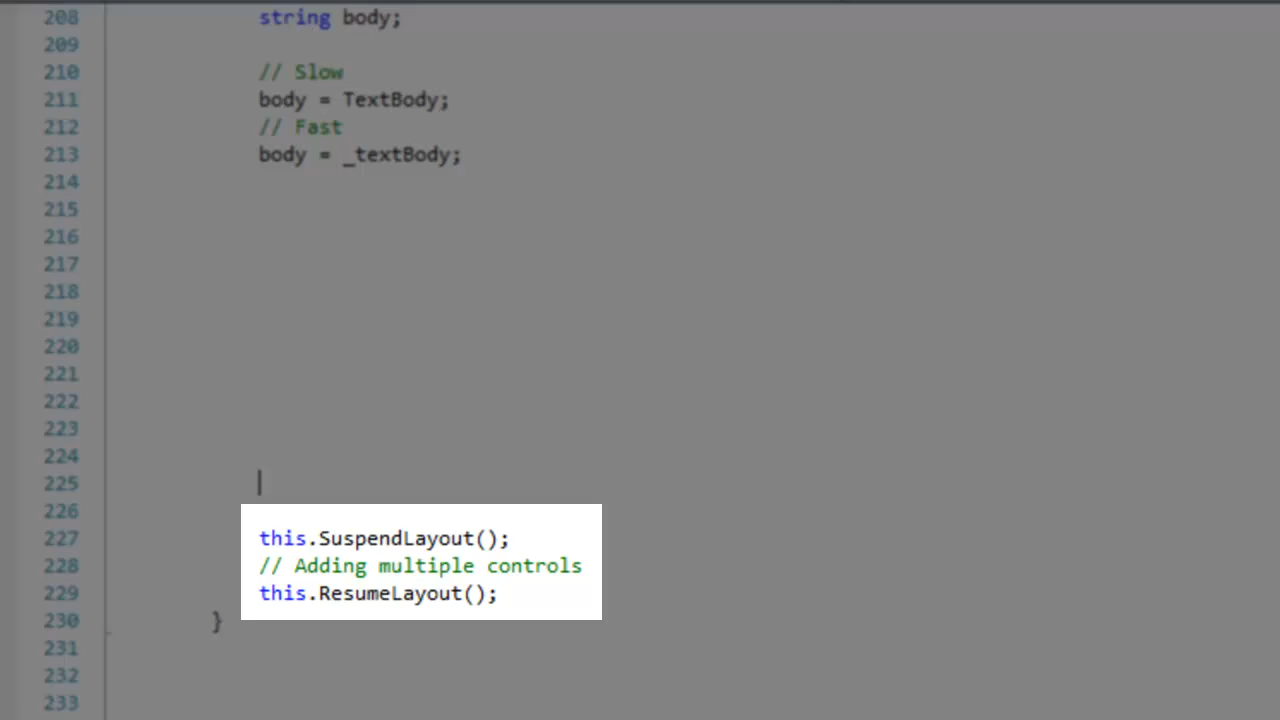 208 string body;
209
210 // Slow
211 body = TextBody;
212 // Fast
213 body = _textBody;
214
215
216
217
218
219
220
221
222
223
224
225
226
227 this.SuspendLayout();
228 // Adding multiple controls
229 this.ResumeLayout();
230 }
231
232
233